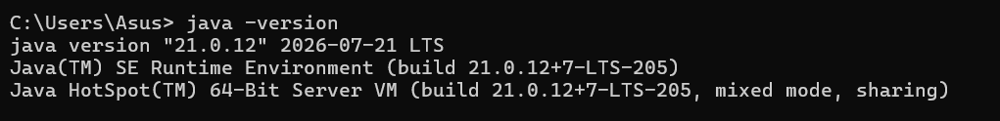 C:\Users\Asus> java -version
java version "21.0.12" 2026-07-21 LTS
Java(TM) SE Runtime Environment (build 21.0.12+7-LTS-205)
Java HotSpot(TM) 64-Bit Server VM (build 21.0.12+7-LTS-205, mixed mode, sharing)